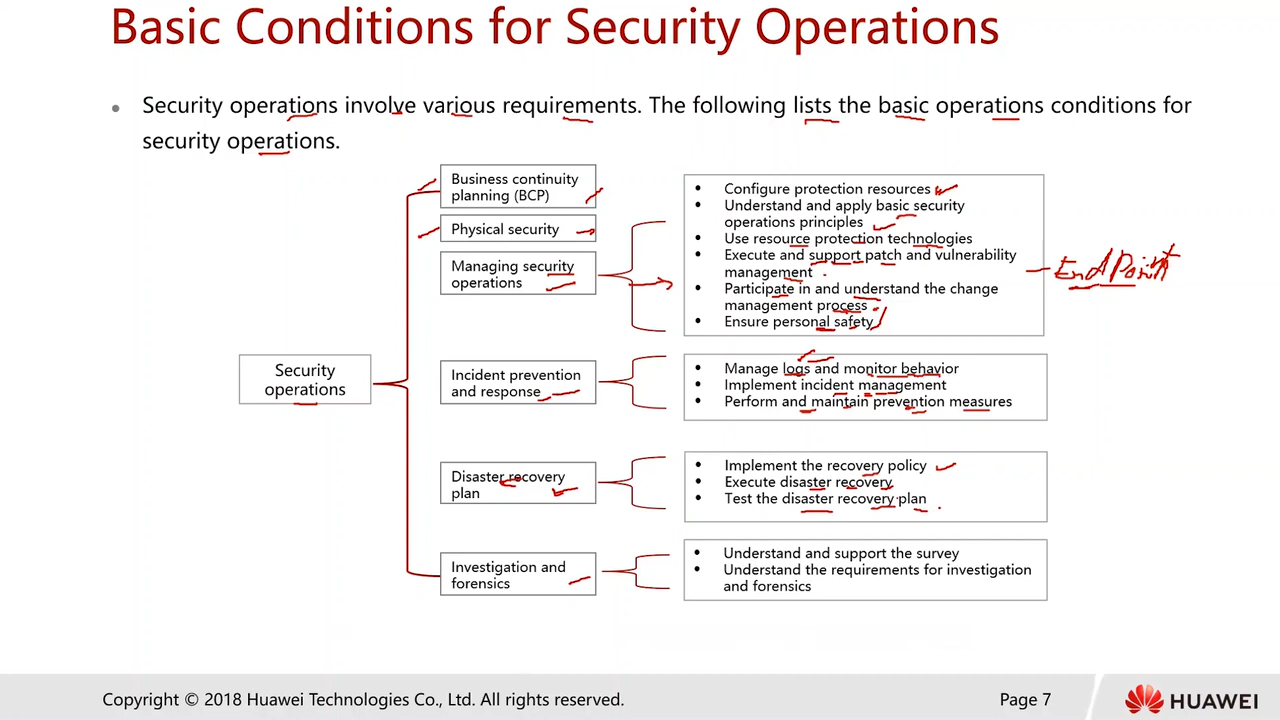 Basic Conditions for Security Operations
• Security operations involve various requirements. The following lists the basic operations conditions for
security operations.
Security
operations
Business continuity
planning (BCP)
Physical security
Managing security
operations
• Configure protection resources
• Understand and apply basic security
operations principles
• Use resource protection technologies
• Execute and support patch and vulnerability
management
• Participate in and understand the change
management process
• Ensure personal safety
End Point
Incident prevention
and response
• Manage logs and monitor behavior
• Implement incident management
• Perform and maintain prevention measures
Disaster recovery
plan
• Implement the recovery policy
• Execute disaster recovery
• Test the disaster recovery plan
Investigation and
forensics
• Understand and support the survey
• Understand the requirements for investigation
and forensics
Copyright © 2018 Huawei Technologies Co., Ltd. All rights reserved.
Page 7
HUAWEI